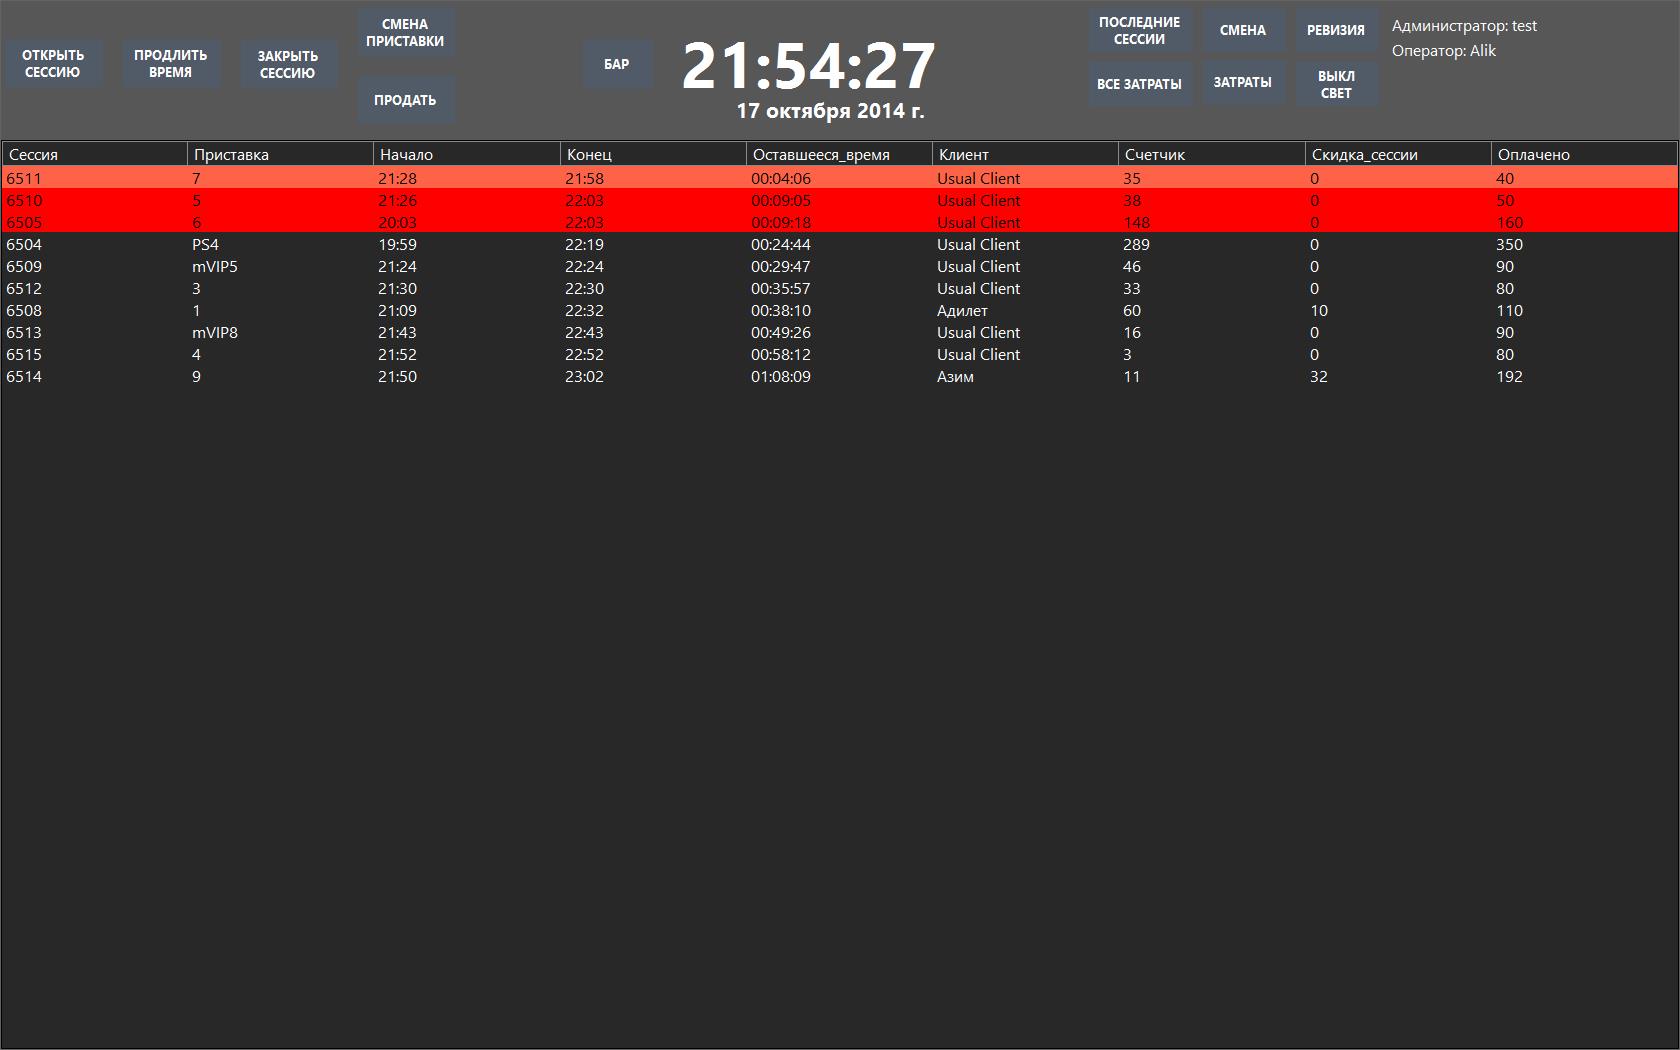 ОТКРЫТЬ
СЕССИЮ
ПРОДЛИТЬ
ВРЕМЯ
ЗАКРЫТЬ
СЕССИЮ
СМЕНА
ПРИСТАВКИ
ПРОДАТЬ
БАР
21:54:27
17 октября 2014 г.
ПОСЛЕДНИЕ
СЕССИИ
СМЕНА
РЕВИЗИЯ
ВСЕ ЗАТРАТЫ
ЗАТРАТЫ
ВЫКЛ
СВЕТ
Администратор: test
Оператор: Alik
Сессия Приставка Начало Конец Оставшееся_время Клиент Счетчик Скидка_сессии Оплачено
6511 7 21:28 21:58 00:04:06 Usual Client 35 0 40
6510 5 21:26 22:03 00:09:05 Usual Client 38 0 50
6505 6 20:03 22:03 00:09:18 Usual Client 148 0 160
6504 PS4 19:59 22:19 00:24:44 Usual Client 289 0 350
6509 mVIP5 21:24 22:24 00:29:47 Usual Client 46 0 90
6512 3 21:30 22:30 00:35:57 Usual Client 33 0 80
6508 1 21:09 22:32 00:38:10 Адилет 60 10 110
6513 mVIP8 21:43 22:43 00:49:26 Usual Client 16 0 90
6515 4 21:52 22:52 00:58:12 Usual Client 3 0 80
6514 9 21:50 23:02 01:08:09 Азим 11 32 192